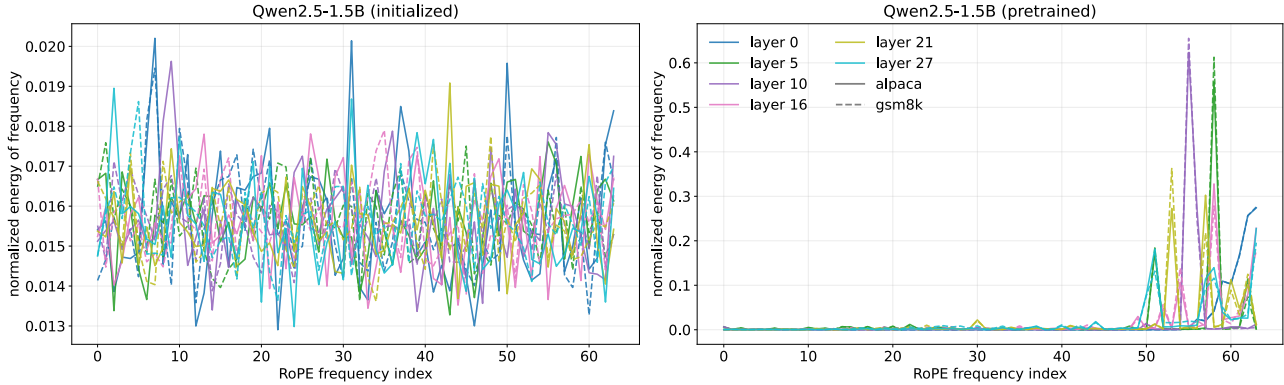 Qwen2.5-1.5B (initialized)
normalized energy of frequency
0.020
0.019
0.018
0.017
0.016
0.015
0.014
0.013
0 10 20 30 40 50 60
RoPE frequency index
Qwen2.5-1.5B (pretrained)
normalized energy of frequency
0.6
0.5
0.4
0.3
0.2
0.1
0.0
layer 0
layer 5
layer 10
layer 16
layer 21
layer 27
alpaca
gsm8k
0 10 20 30 40 50 60
RoPE frequency index